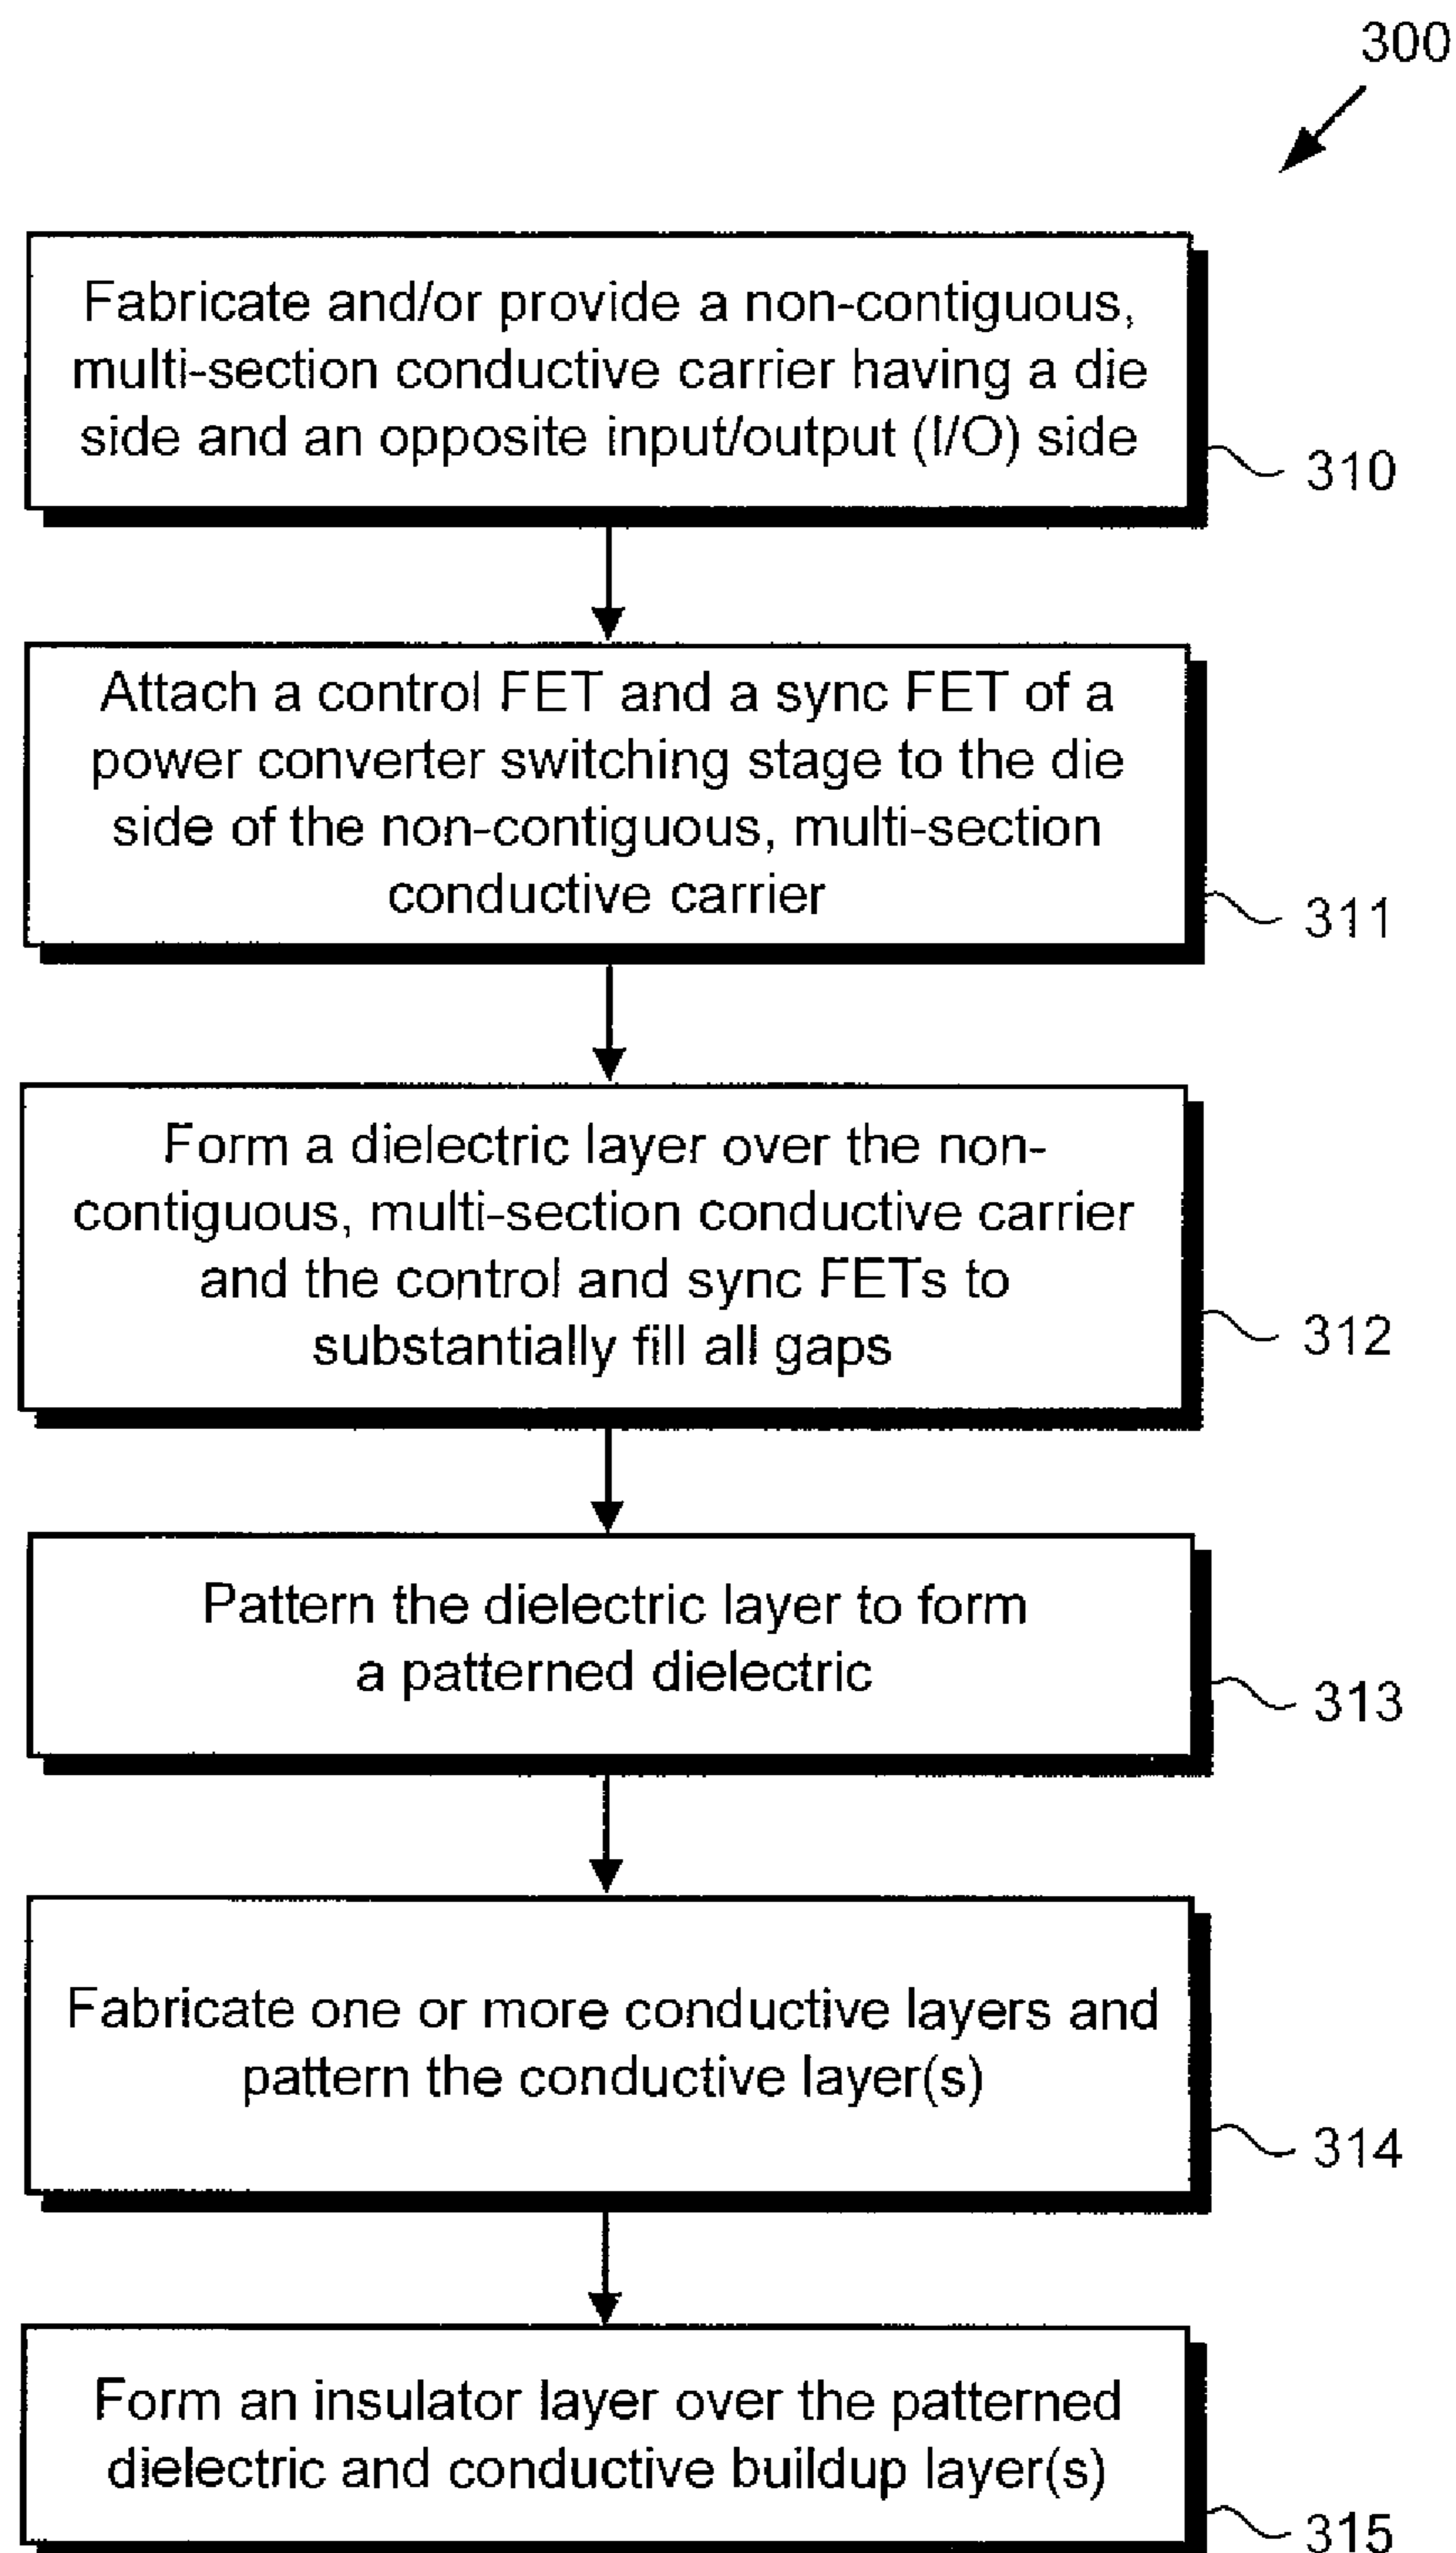 300
Fabricate and/or provide a non-contiguous,
multi-section conductive carrier having a die
side and an opposite input/output (I/O) side
310
Attach a control FET and a sync FET of a
power converter switching stage to the die
side of the non-contiguous, multi-section
conductive carrier
311
Form a dielectric layer over the non-
contiguous, multi-section conductive carrier
and the control and sync FETs to
substantially fill all gaps
312
Pattern the dielectric layer to form
a patterned dielectric
313
Fabricate one or more conductive layers and
pattern the conductive layer(s)
314
Form an insulator layer over the patterned
dielectric and conductive buildup layer(s)
315